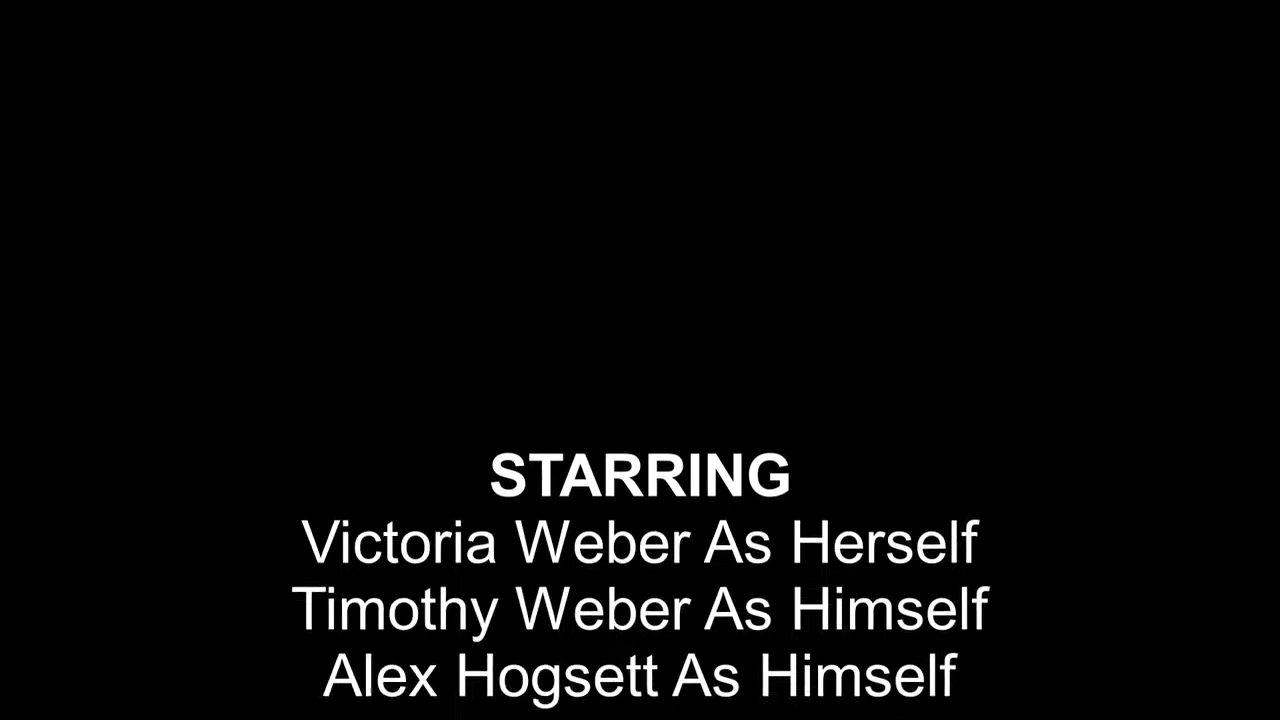 STARRING
Victoria Weber As Herself
Timothy Weber As Himself
Alex Hogsett As Himself